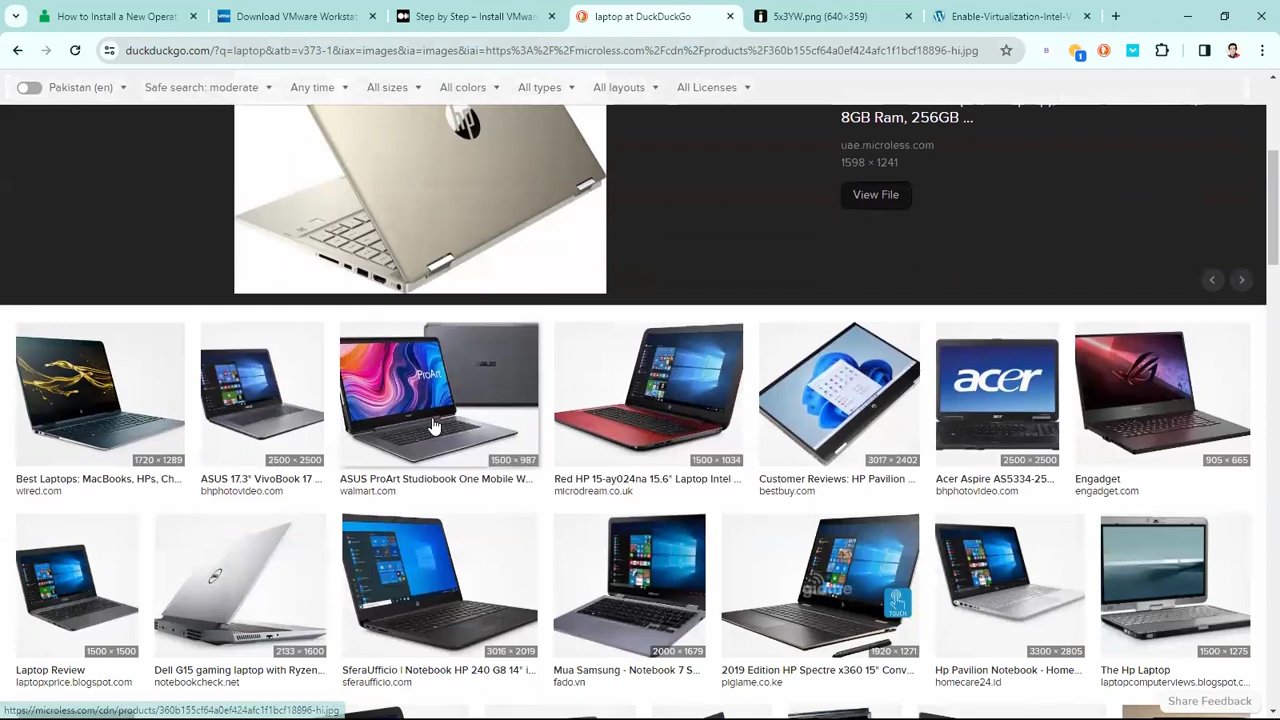 How to Install a New Operat
Download VMware Workstat
Step by Step – Install VMwar
laptop at DuckDuckGo
5x3YW.png (640×359)
Enable-Virtualization-Intel-V
duckduckgo.com/?q=laptop&atb=v373-1&iax=images&ia=images&iai=https%3A%2F%2Fmicroless.com%2Fcdn%2Fproducts%2F360b155cf64a0ef424afc1f1bcf18896-hi.jpg
1
Pakistan (en)
Safe search: moderate
Any time
All sizes
All colors
All types
All layouts
All Licenses
hp
8GB Ram, 256GB ...
uae.microless.com
1598 × 1241
View File
ProArt
ASUS
acer
1720 × 1289
2500 × 2500
1500 × 987
1500 × 1034
3017 × 2402
2500 × 2500
905 × 665
Best Laptops: MacBooks, HPs, Ch...
ASUS 17.3" VivoBook 17 ...
ASUS ProArt Studiobook One Mobile W...
Red HP 15-ay024na 15.6" Laptop Intel ...
Customer Reviews: HP Pavilion ...
Acer Aspire AS5334-25...
Engadget
wired.com
bhphotovideo.com
walmart.com
microdream.co.uk
bestbuy.com
bhphotovideo.com
engadget.com
TOUCH
1500 × 1500
2133 × 1600
3016 × 2019
2000 × 1679
1920 × 1271
3300 × 2805
1500 × 1275
Laptop Review
Dell G15 gaming laptop with Ryzen...
Sferaufficio | Notebook HP 240 G8 14" i...
Mua Samsung - Notebook 7 S...
2019 Edition HP Spectre x360 15" Conv...
Hp Pavilion Notebook - Home...
The Hp Laptop
laptopxprice.blogspot.com
notebookcheck.net
sferaufficio.com
fado.vn
piglame.co.ke
homecare24.id
laptopcomputerviews.blogspot.c...
Share Feedback
https://microless.com/cdn/products/360b155cf64a0ef424afc1f1bcf18896-hi.jpg